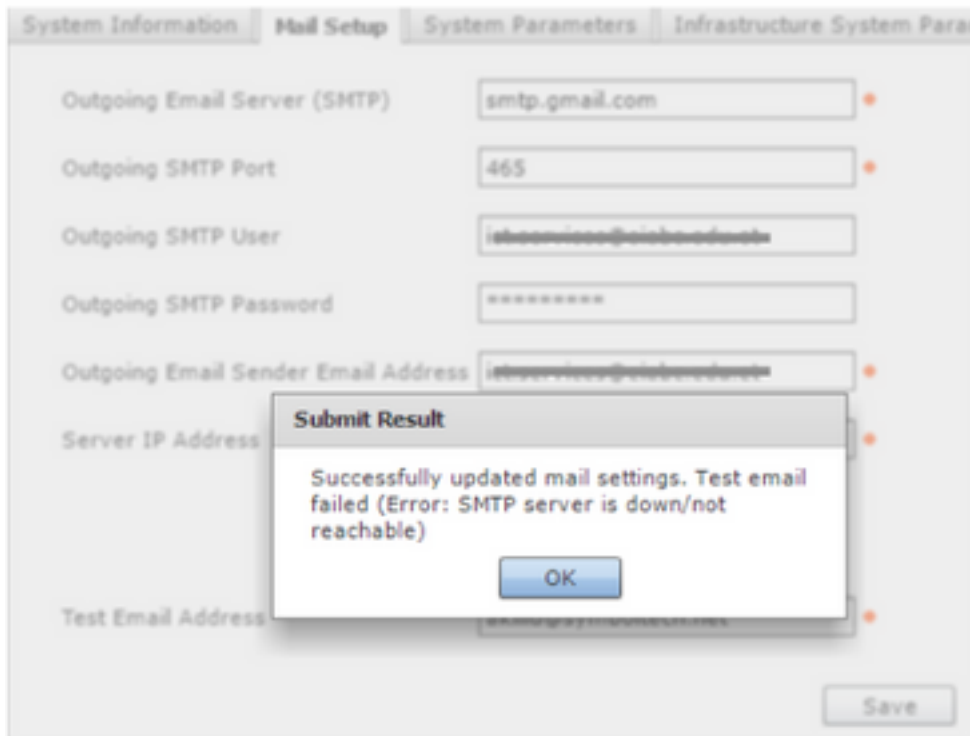 System Information Mail Setup System Parameters Infrastructure System Para
Outgoing Email Server (SMTP) smtp.gmail.com
Outgoing SMTP Port 465
Outgoing SMTP User
Outgoing SMTP Password *********
Outgoing Email Sender Email Address
Server IP Address
Submit Result
Successfully updated mail settings. Test email
failed (Error: SMTP server is down/not
reachable)
OK
Test Email Address
Save